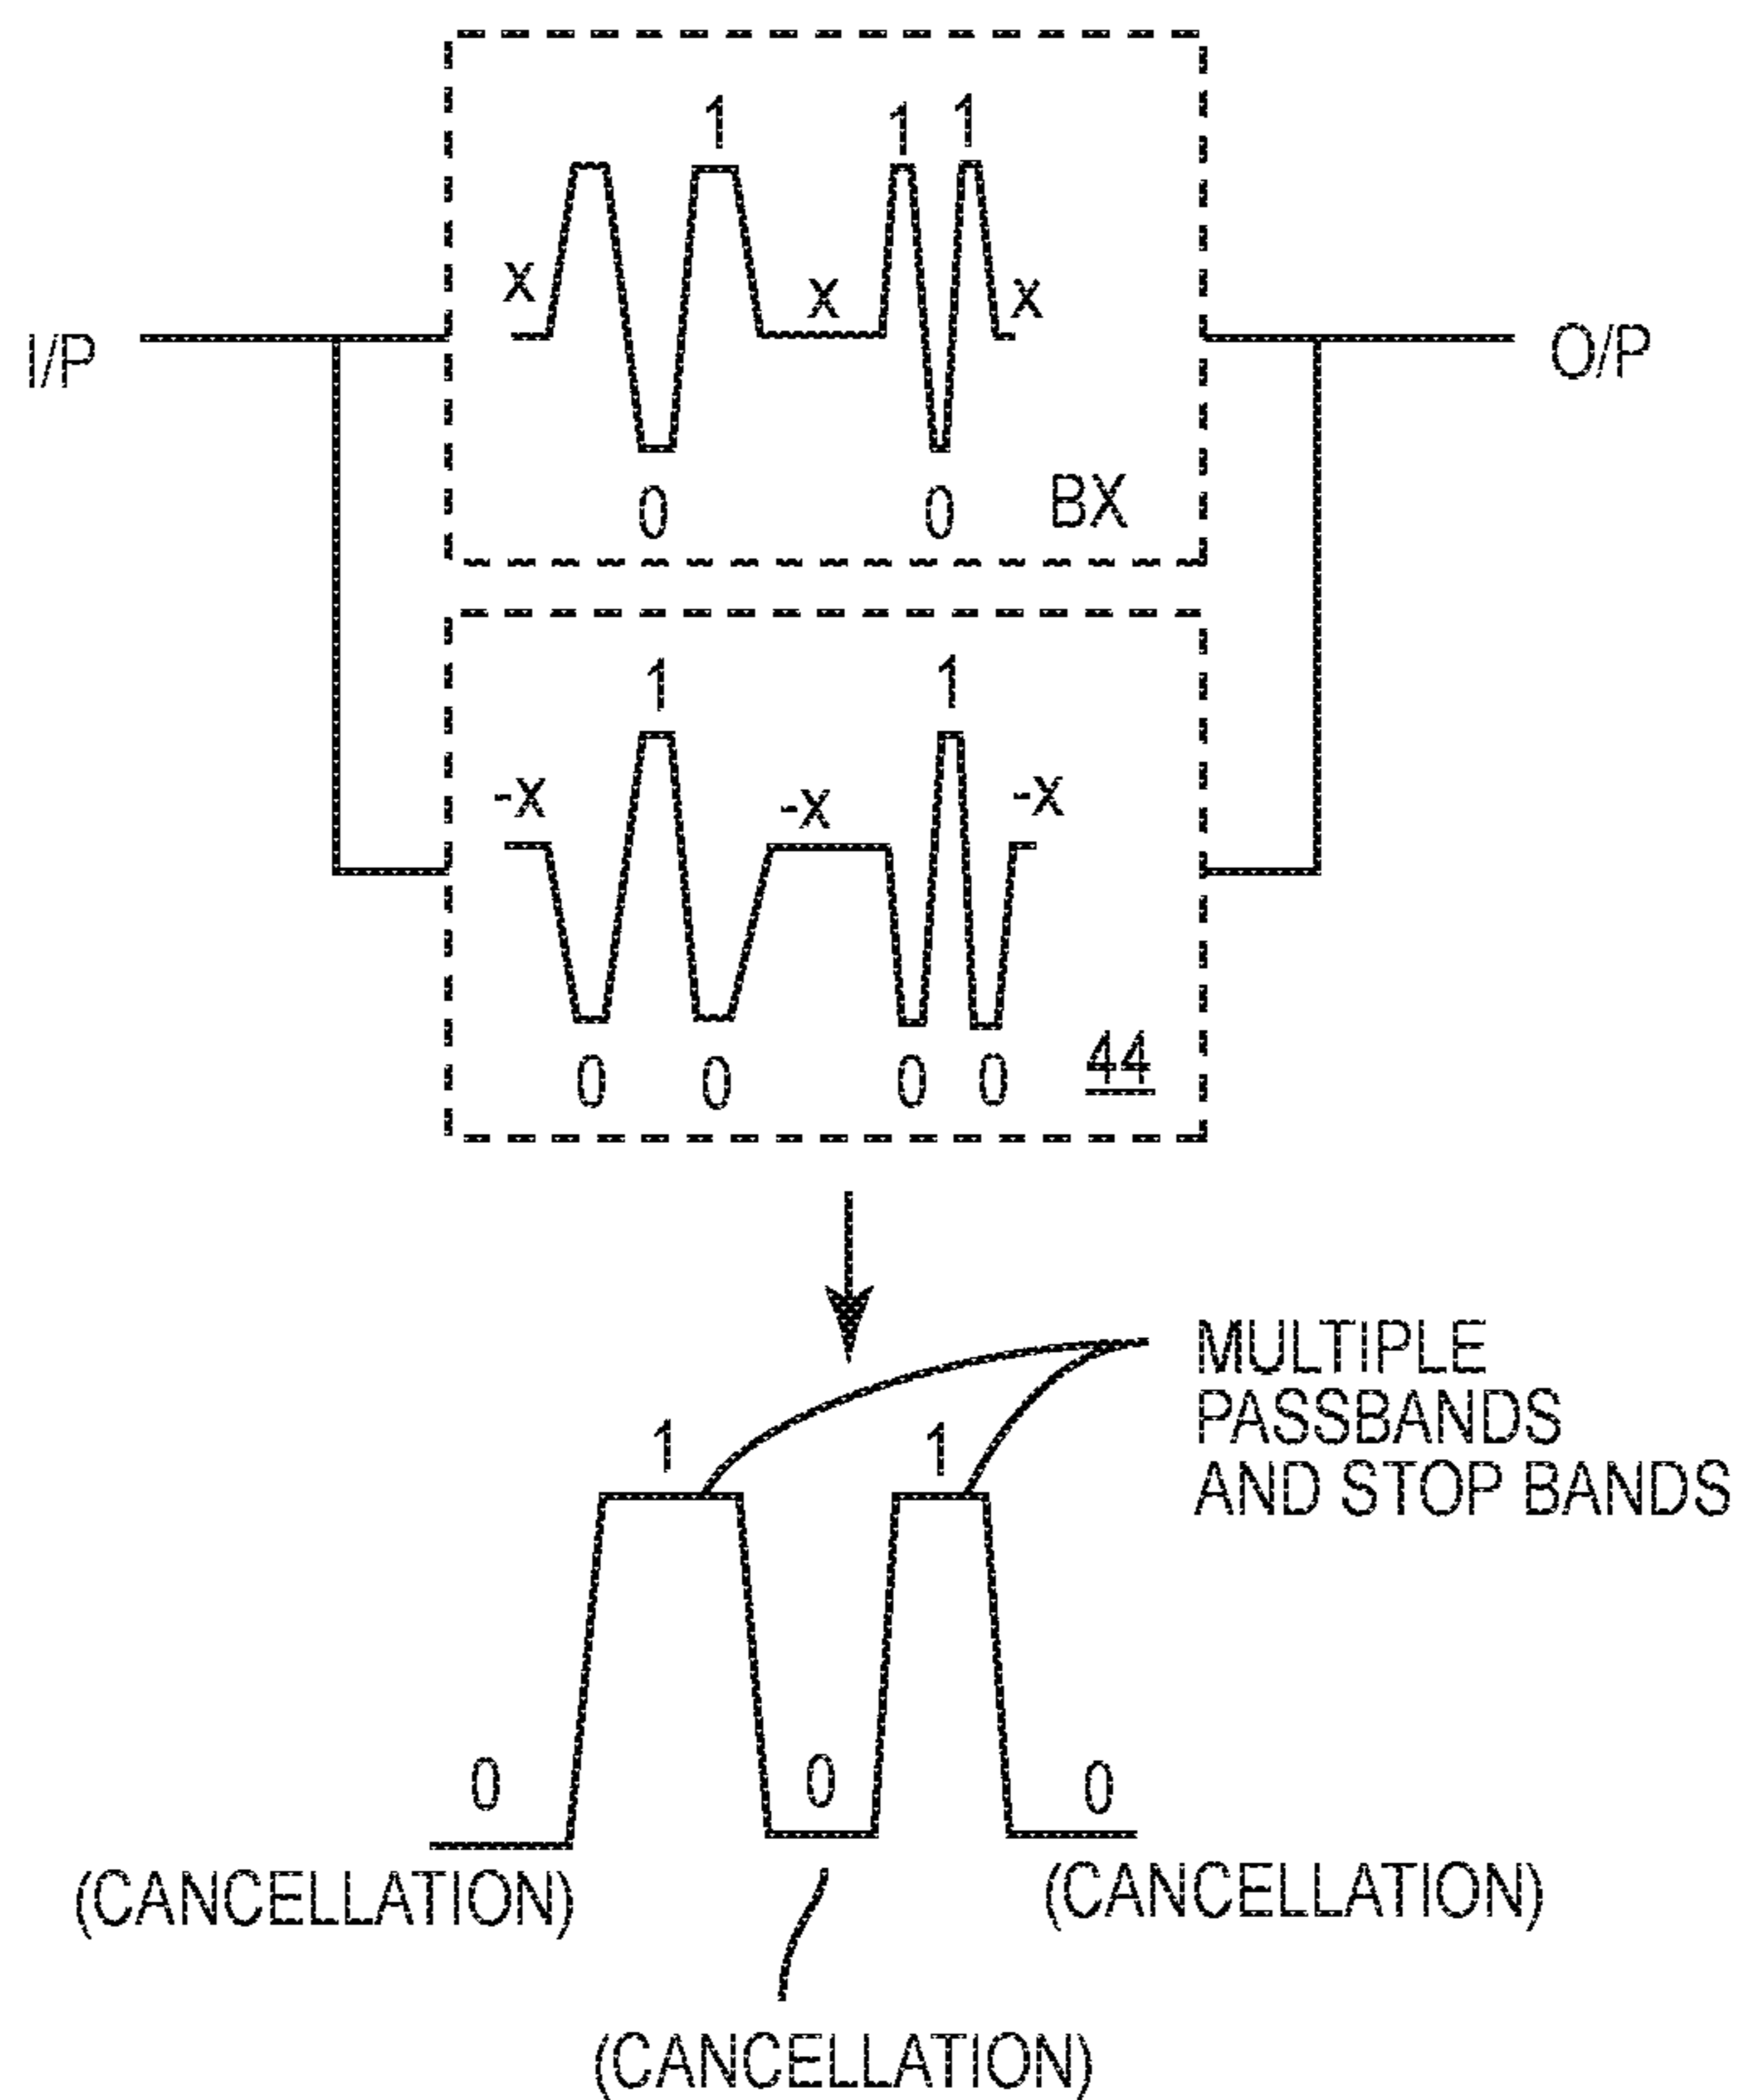 1 1 1
x x x
I/P O/P
0 0 BX
1 1
-x -x -x
0 0 0 0 44
MULTIPLE
PASSBANDS
AND STOP BANDS
1 1
0 0 0
(CANCELLATION) (CANCELLATION)
(CANCELLATION)